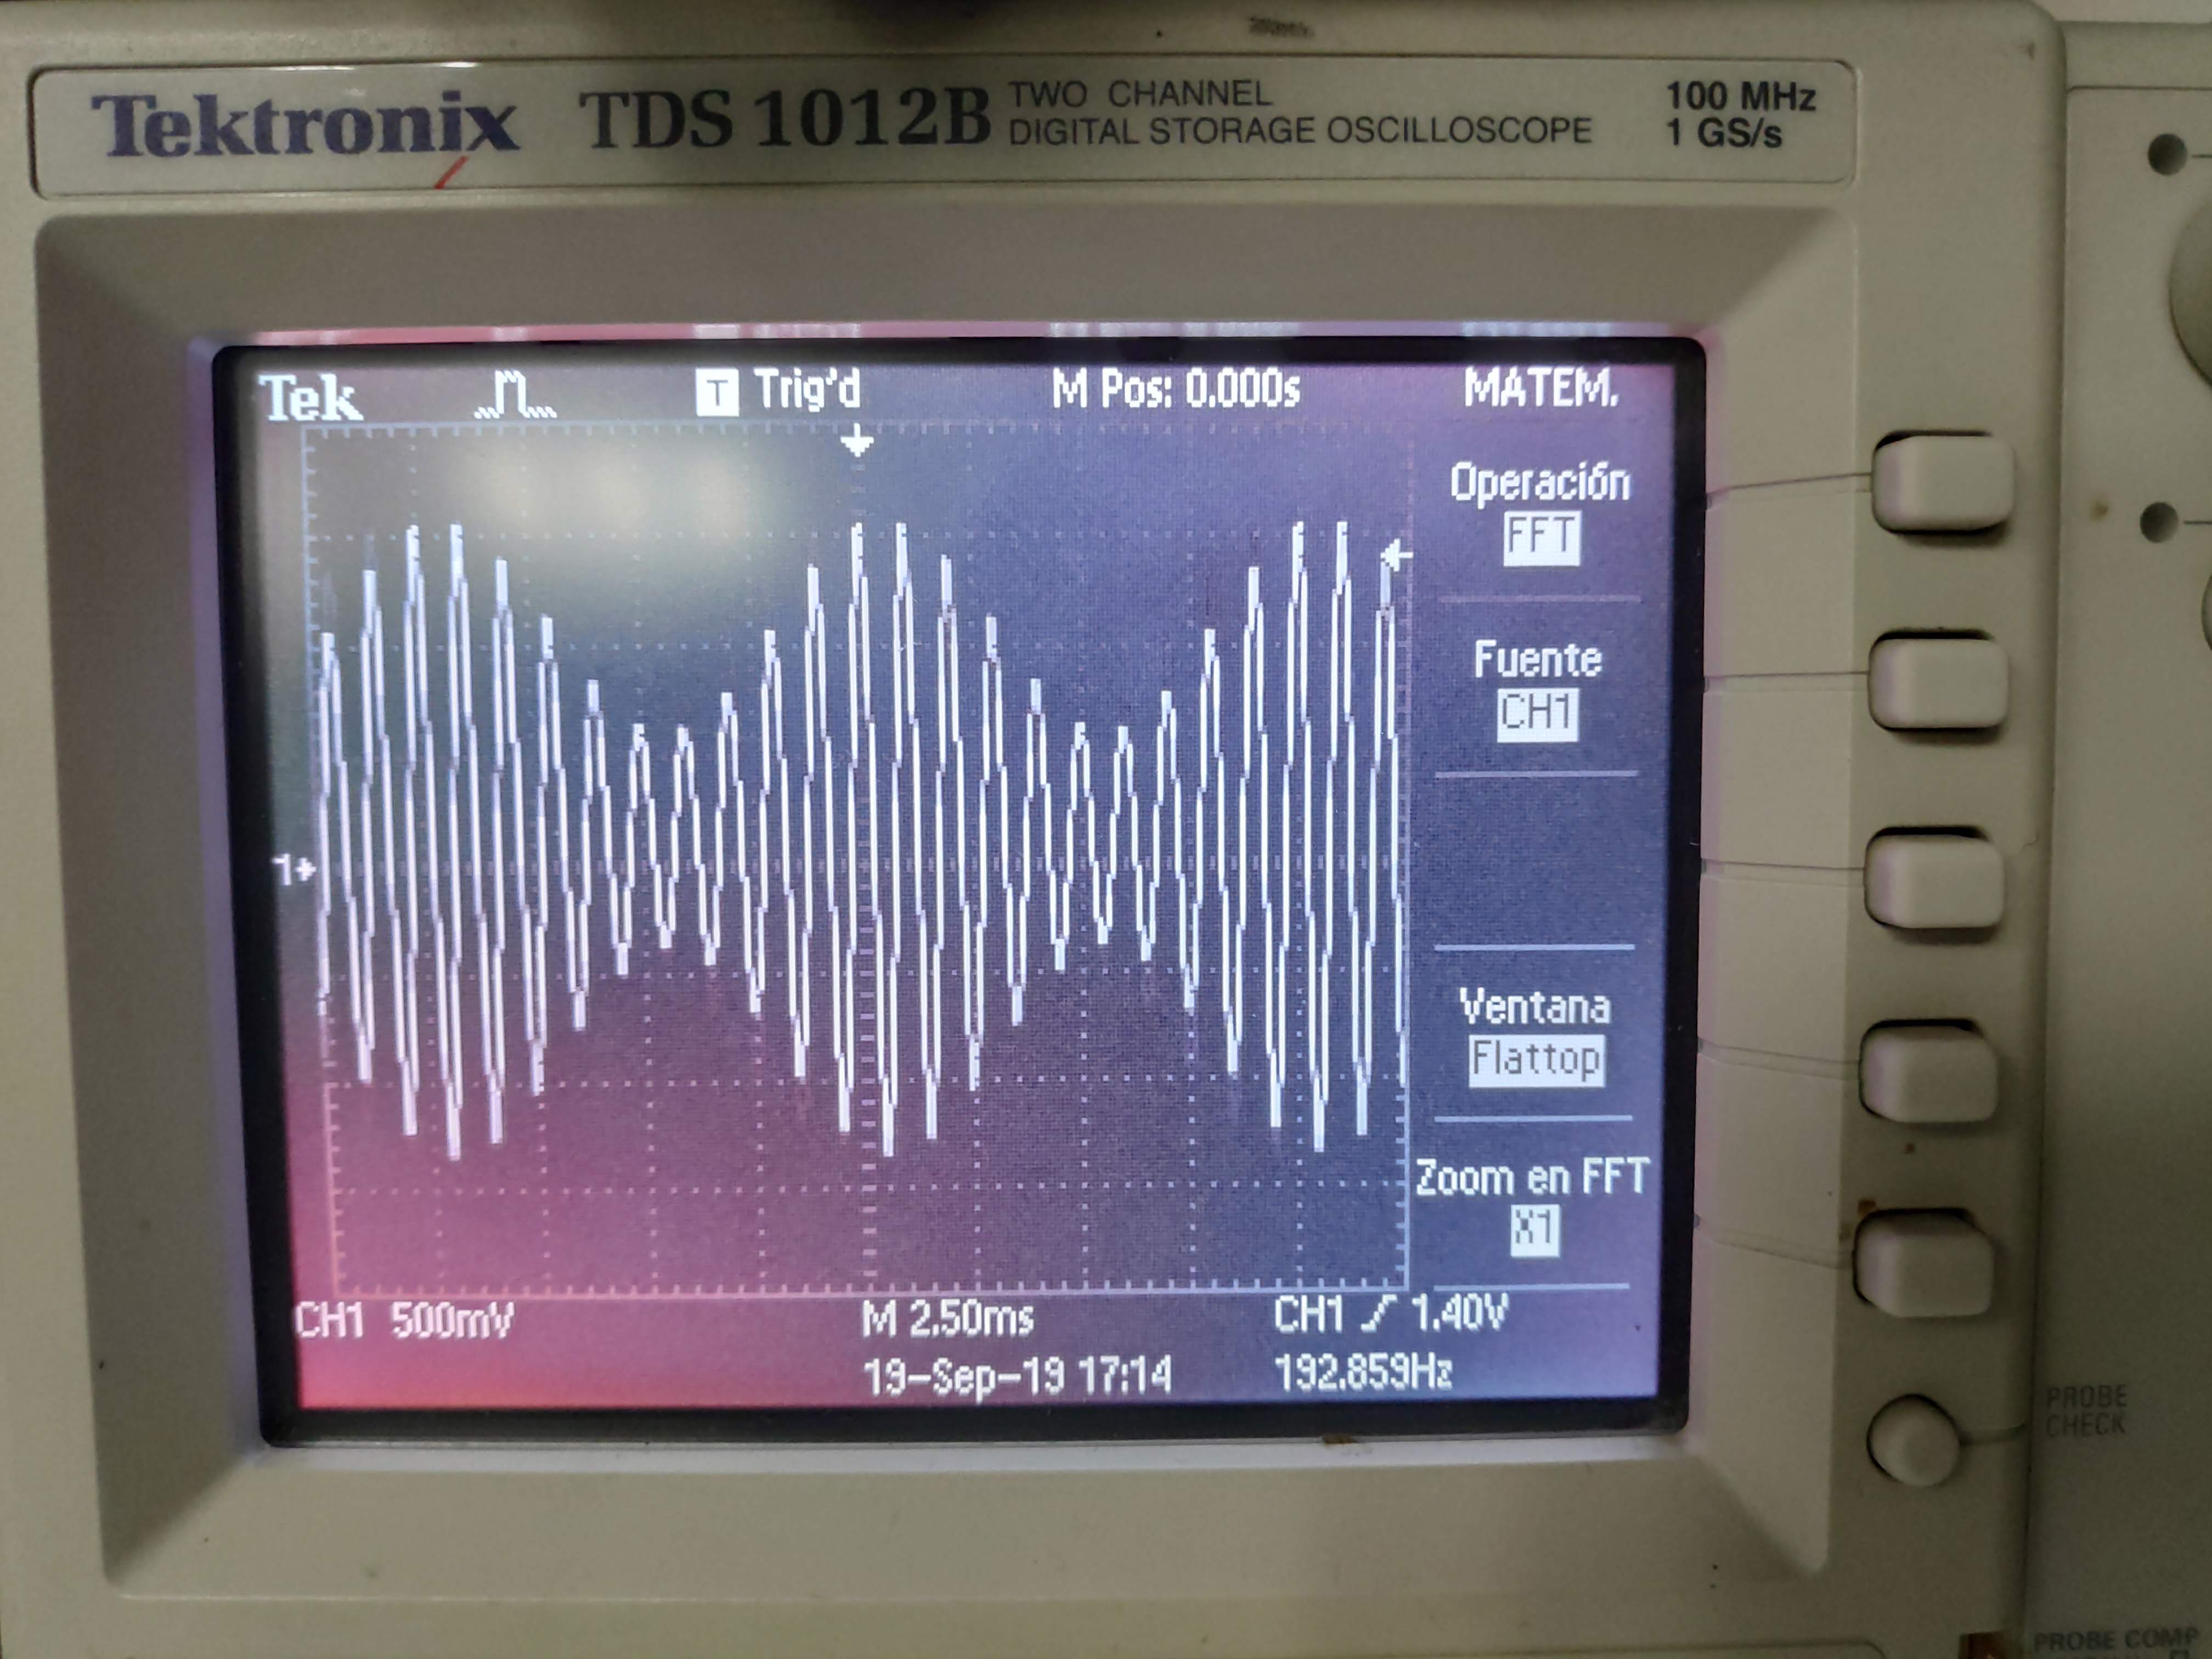 Tektronix TDS 1012B TWO CHANNEL DIGITAL STORAGE OSCILLOSCOPE 100 MHz 1 GS/s
Tek T Trig'd M Pos: 0.000s MATEM.
Operación
FFT
Fuente
CH1
1
Ventana
Flattop
Zoom en FFT
X1
CH1 500mV M 2.50ms CH1 1.40V
19-Sep-19 17:14 192.859Hz
PROBE
CHECK
PROBE COMP